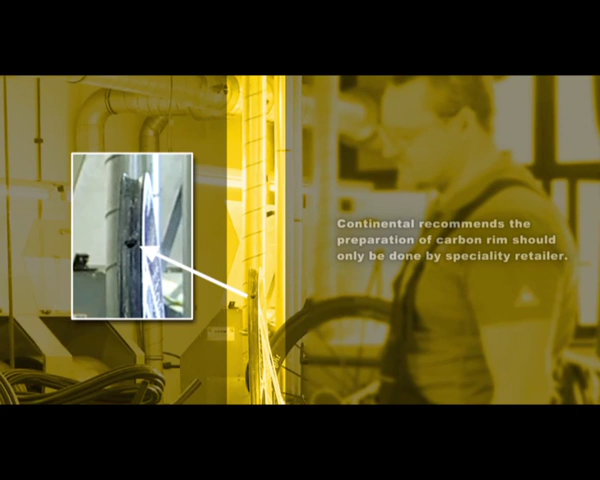 Continental recommends the
preparation of carbon rim should
only be done by speciality retailer.